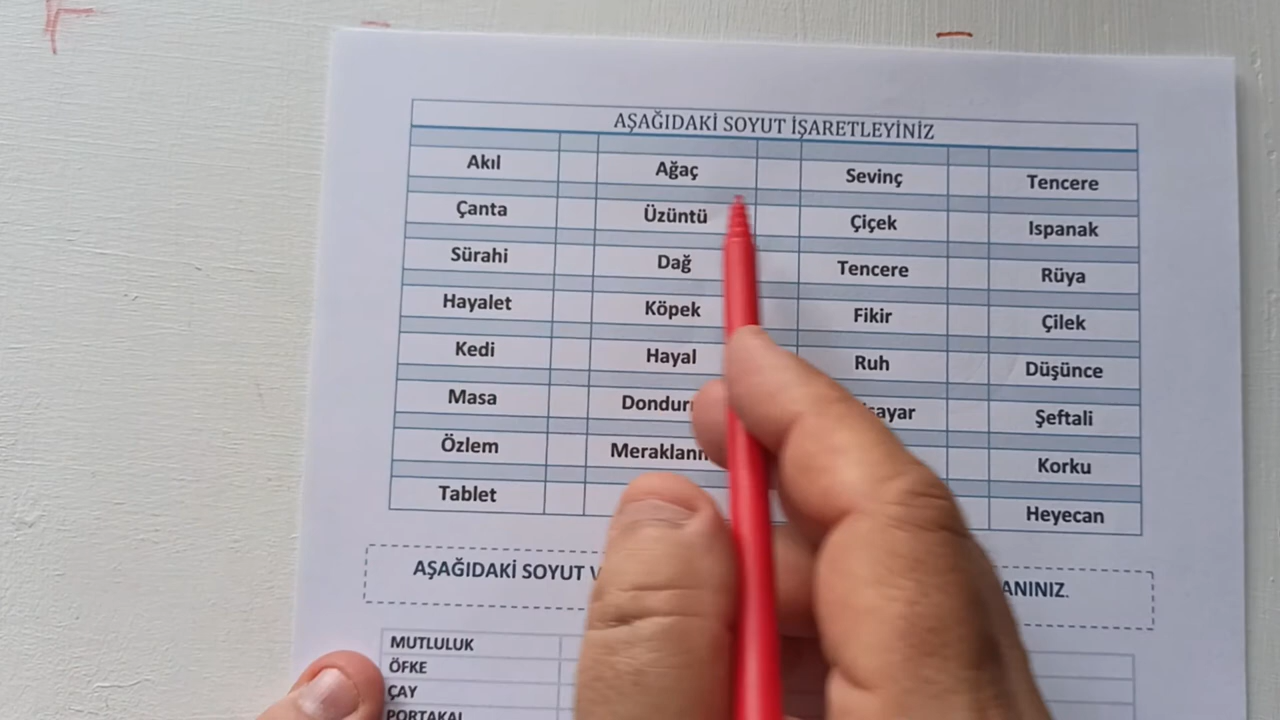 AŞAĞIDAKİ SOYUT İŞARETLEYİNİZ
Akıl Ağaç Sevinç Tencere
Çanta Üzüntü Çiçek Ispanak
Sürahi Dağ Tencere Rüya
Hayalet Köpek Fikir Çilek
Kedi Hayal Ruh Düşünce
Masa Şeftali
Özlem Korku
Tablet Heyecan
AŞAĞIDAKİ SOYUT
MUTLULUK
ÖFKE
ÇAY
PORTAKAL